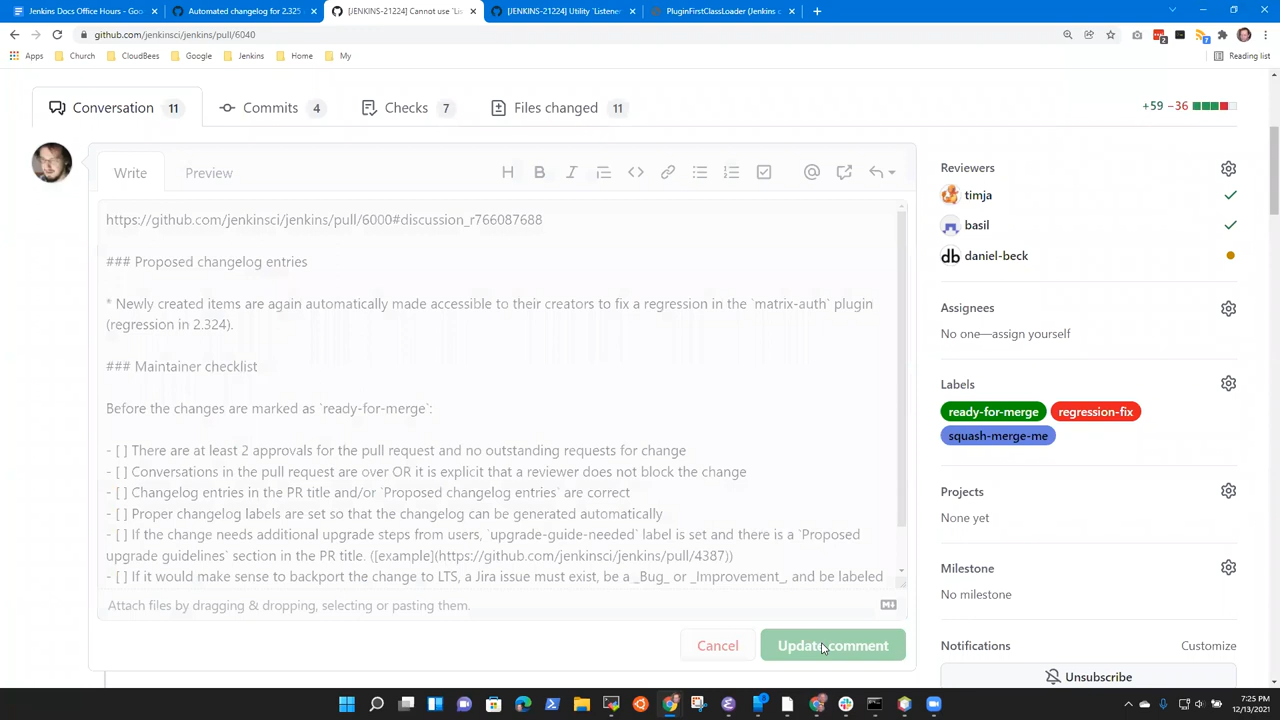 Jenkins Docs Office Hours - Goo
Automated changelog for 2.325
[JENKINS-21224] Cannot use `Lis
[JENKINS-21224] Utility `Listener
PluginFirstClassLoader (Jenkins c
github.com/jenkinsci/jenkins/pull/6040
Apps
Church
CloudBees
Google
Jenkins
Home
My
Reading list
Conversation 11
Commits 4
Checks 7
Files changed 11
+59 −36
Write
Preview
https://github.com/jenkinsci/jenkins/pull/6000#discussion_r766087688
### Proposed changelog entries
* Newly created items are again automatically made accessible to their creators to fix a regression in the `matrix-auth` plugin
(regression in 2.324).
### Maintainer checklist
Before the changes are marked as `ready-for-merge`:
- [ ] There are at least 2 approvals for the pull request and no outstanding requests for change
- [ ] Conversations in the pull request are over OR it is explicit that a reviewer does not block the change
- [ ] Changelog entries in the PR title and/or `Proposed changelog entries` are correct
- [ ] Proper changelog labels are set so that the changelog can be generated automatically
- [ ] If the change needs additional upgrade steps from users, `upgrade-guide-needed` label is set and there is a `Proposed
upgrade guidelines` section in the PR title. ([example](https://github.com/jenkinsci/jenkins/pull/4387))
- [ ] If it would make sense to backport the change to LTS, a Jira issue must exist, be a _Bug_ or _Improvement_, and be labeled
Attach files by dragging & dropping, selecting or pasting them.
Cancel
Update comment
Reviewers
timja
basil
daniel-beck
Assignees
No one—assign yourself
Labels
ready-for-merge
regression-fix
squash-merge-me
Projects
None yet
Milestone
No milestone
Notifications
Customize
Unsubscribe
7:25 PM
12/13/2021